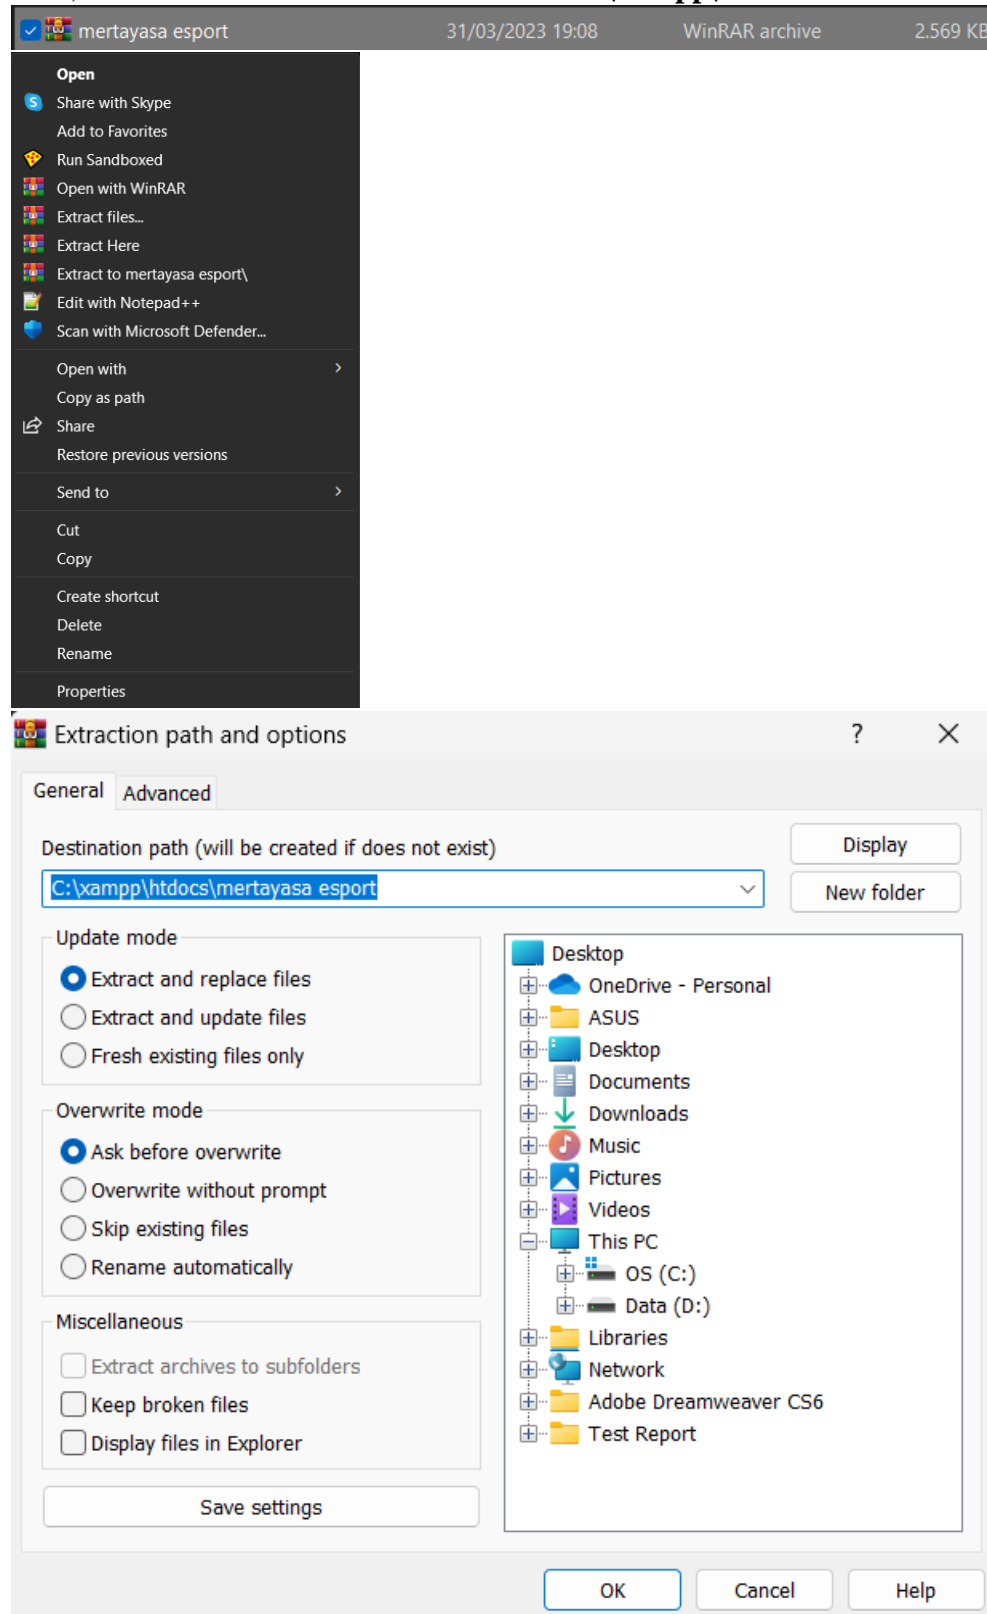 mertayasa esport 31/03/2023 19:08 WinRAR archive 2.569 KB
Open
Share with Skype
Add to Favorites
Run Sandboxed
Open with WinRAR
Extract files...
Extract Here
Extract to mertayasa esport\
Edit with Notepad++
Scan with Microsoft Defender...
Open with
Copy as path
Share
Restore previous versions
Send to
Cut
Copy
Create shortcut
Delete
Rename
Properties
Extraction path and options ?
General Advanced
Destination path (will be created if does not exist)
Display
C:\xampp\htdocs\mertayasa esport
New folder
Update mode
Extract and replace files
Extract and update files
Fresh existing files only
Overwrite mode
Ask before overwrite
Overwrite without prompt
Skip existing files
Rename automatically
Miscellaneous
Extract archives to subfolders
Keep broken files
Display files in Explorer
Save settings
Desktop
OneDrive - Personal
ASUS
Desktop
Documents
Downloads
Music
Pictures
Videos
This PC
OS (C:)
Data (D:)
Libraries
Network
Adobe Dreamweaver CS6
Test Report
OK Cancel Help